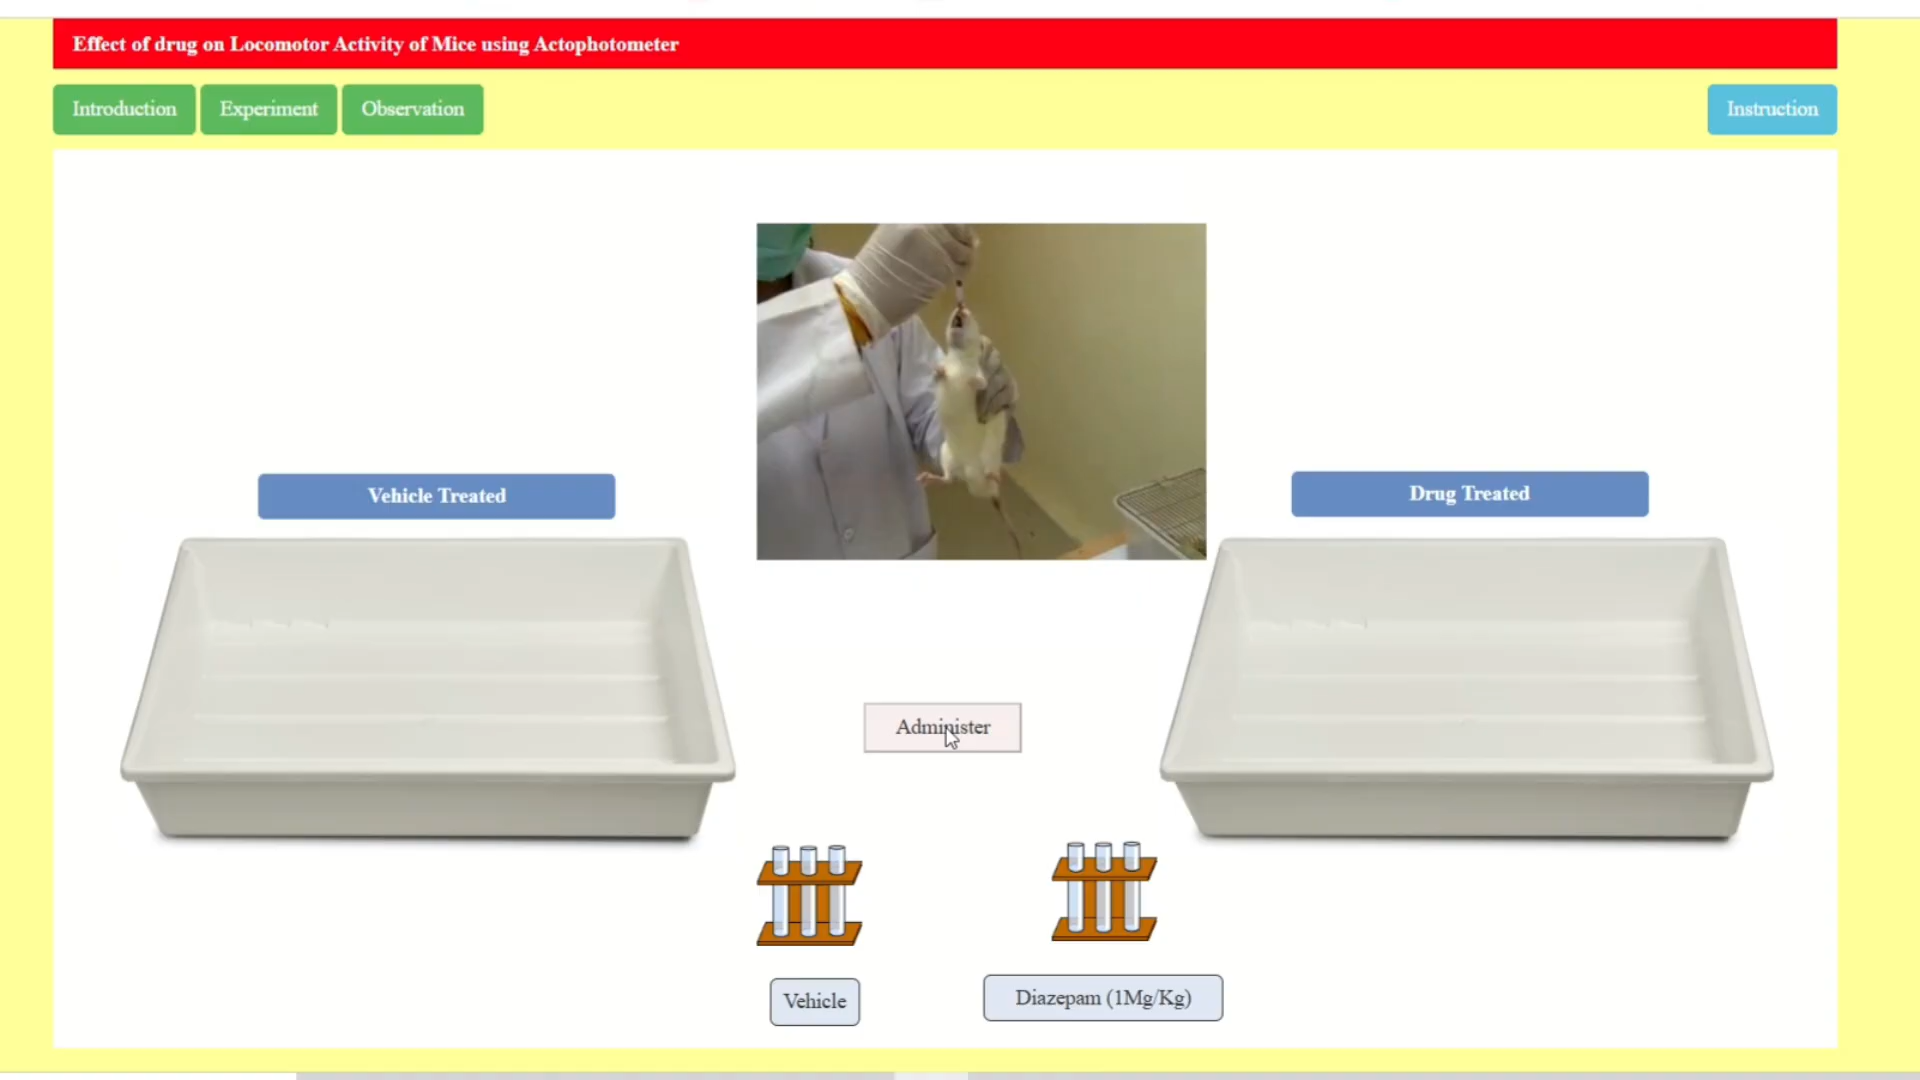 Effect of drug on Locomotor Activity of Mice using Actophotometer
Introduction Experiment Observation Instruction
Vehicle Treated
Drug Treated
Administer
Vehicle
Diazepam (1Mg/Kg)